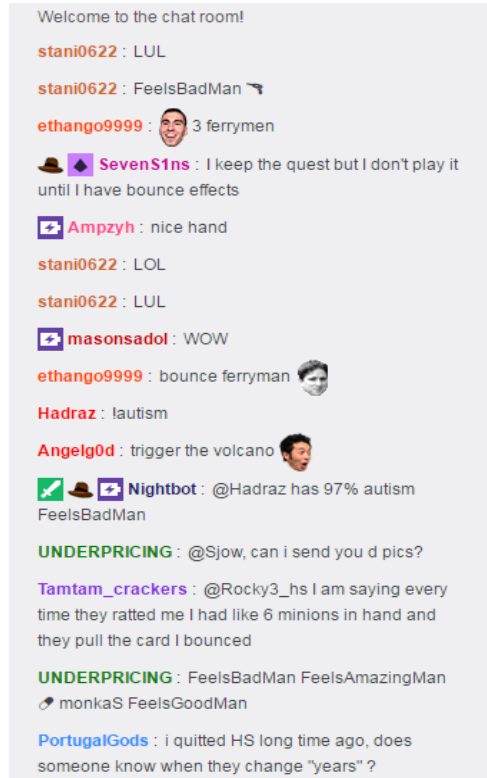 Welcome to the chat room!
stani0622 : LUL
stani0622 : FeelsBadMan
ethango9999 : 3 ferrymen
SevenS1ns : I keep the quest but I don't play it
until I have bounce effects
Ampzyh : nice hand
stani0622 : LOL
stani0622 : LUL
masonsadol : WOW
ethango9999 : bounce ferryman
Hadraz : !autism
Angelg0d : trigger the volcano
Nightbot : @Hadraz has 97% autism
FeelsBadMan
UNDERPRICING : @Sjow, can i send you d pics?
Tamtam_crackers : @Rocky3_hs I am saying every
time they ratted me I had like 6 minions in hand and
they pull the card I bounced
UNDERPRICING : FeelsBadMan FeelsAmazingMan
monkaS FeelsGoodMan
PortugalGods : i quitted HS long time ago, does
someone know when they change "years" ?